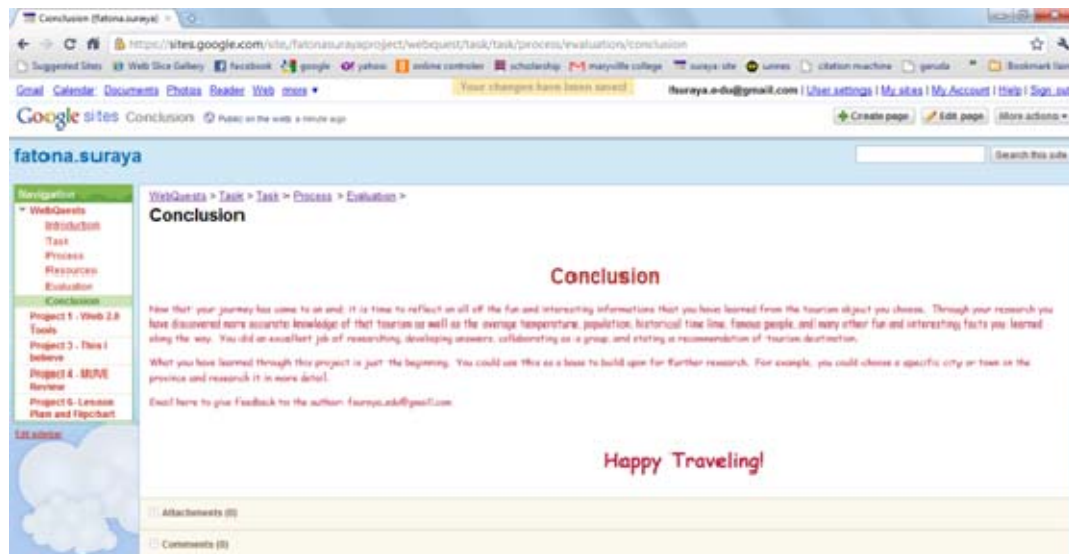 Conclusion (fatona.suraya)
https://sites.google.com/site/fatonasurayaproject/webquest/task/task/process/evaluation/conclusion
Suggested Sites Web Slice Gallery facebook google yahoo online controler scholarship maryville college suraya site unnes citation machine garuda Bookmark
Gmail Calendar Documents Photos Reader Web more Your changes have been saved fsuraya.edu@gmail.com | User settings | My sites | My Account | Help | Sign out
Google sites Conclusion Public on the web a minute ago Create page Edit page More actions
fatona.suraya Search this site
Navigation
WebQuests
Introduction
Task
Process
Resources
Evaluation
Conclusion
Project 1 - Web 2.0
Tools
Project 3 - This I
believe
Project 4 - MUVE
Review
Project 6- Lesson
Plan and Flipchart
Edit sidebar
WebQuests > Task > Task > Process > Evaluation >
Conclusion
Conclusion
Now that your journey has come to an end; it is time to reflect on all off the fun and interesting informations that you have learned from the tourism object you choose. Through your research you
have discovered more accurate knowledge of that tourism as well as the average temperature, population, historical time line, famous people, and many other fun and interesting facts you learned
along the way. You did an excellent job of researching, developing answers, collaborating as a group, and stating a recommendation of tourism destination.
What you have learned through this project is just the beginning. You could use this as a base to build upon for further research. For example, you could choose a specific city or town in the
province and research it in more detail.
Email here to give feedback to the author: fsuraya.edu@gmail.com
Happy Traveling!
Attachments (0)
Comments (0)